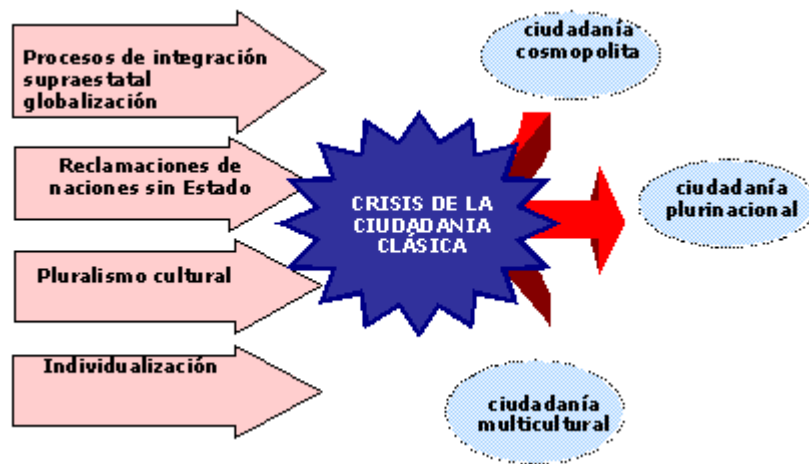 Procesos de integración
supraestatal
globalización
Reclamaciones de
naciones sin Estado
Pluralismo cultural
Individualización
CRISIS DE LA
CIUDADANIA
CLÁSICA
ciudadanía
cosmopolita
ciudadanía
plurinacional
ciudadanía
multicultural